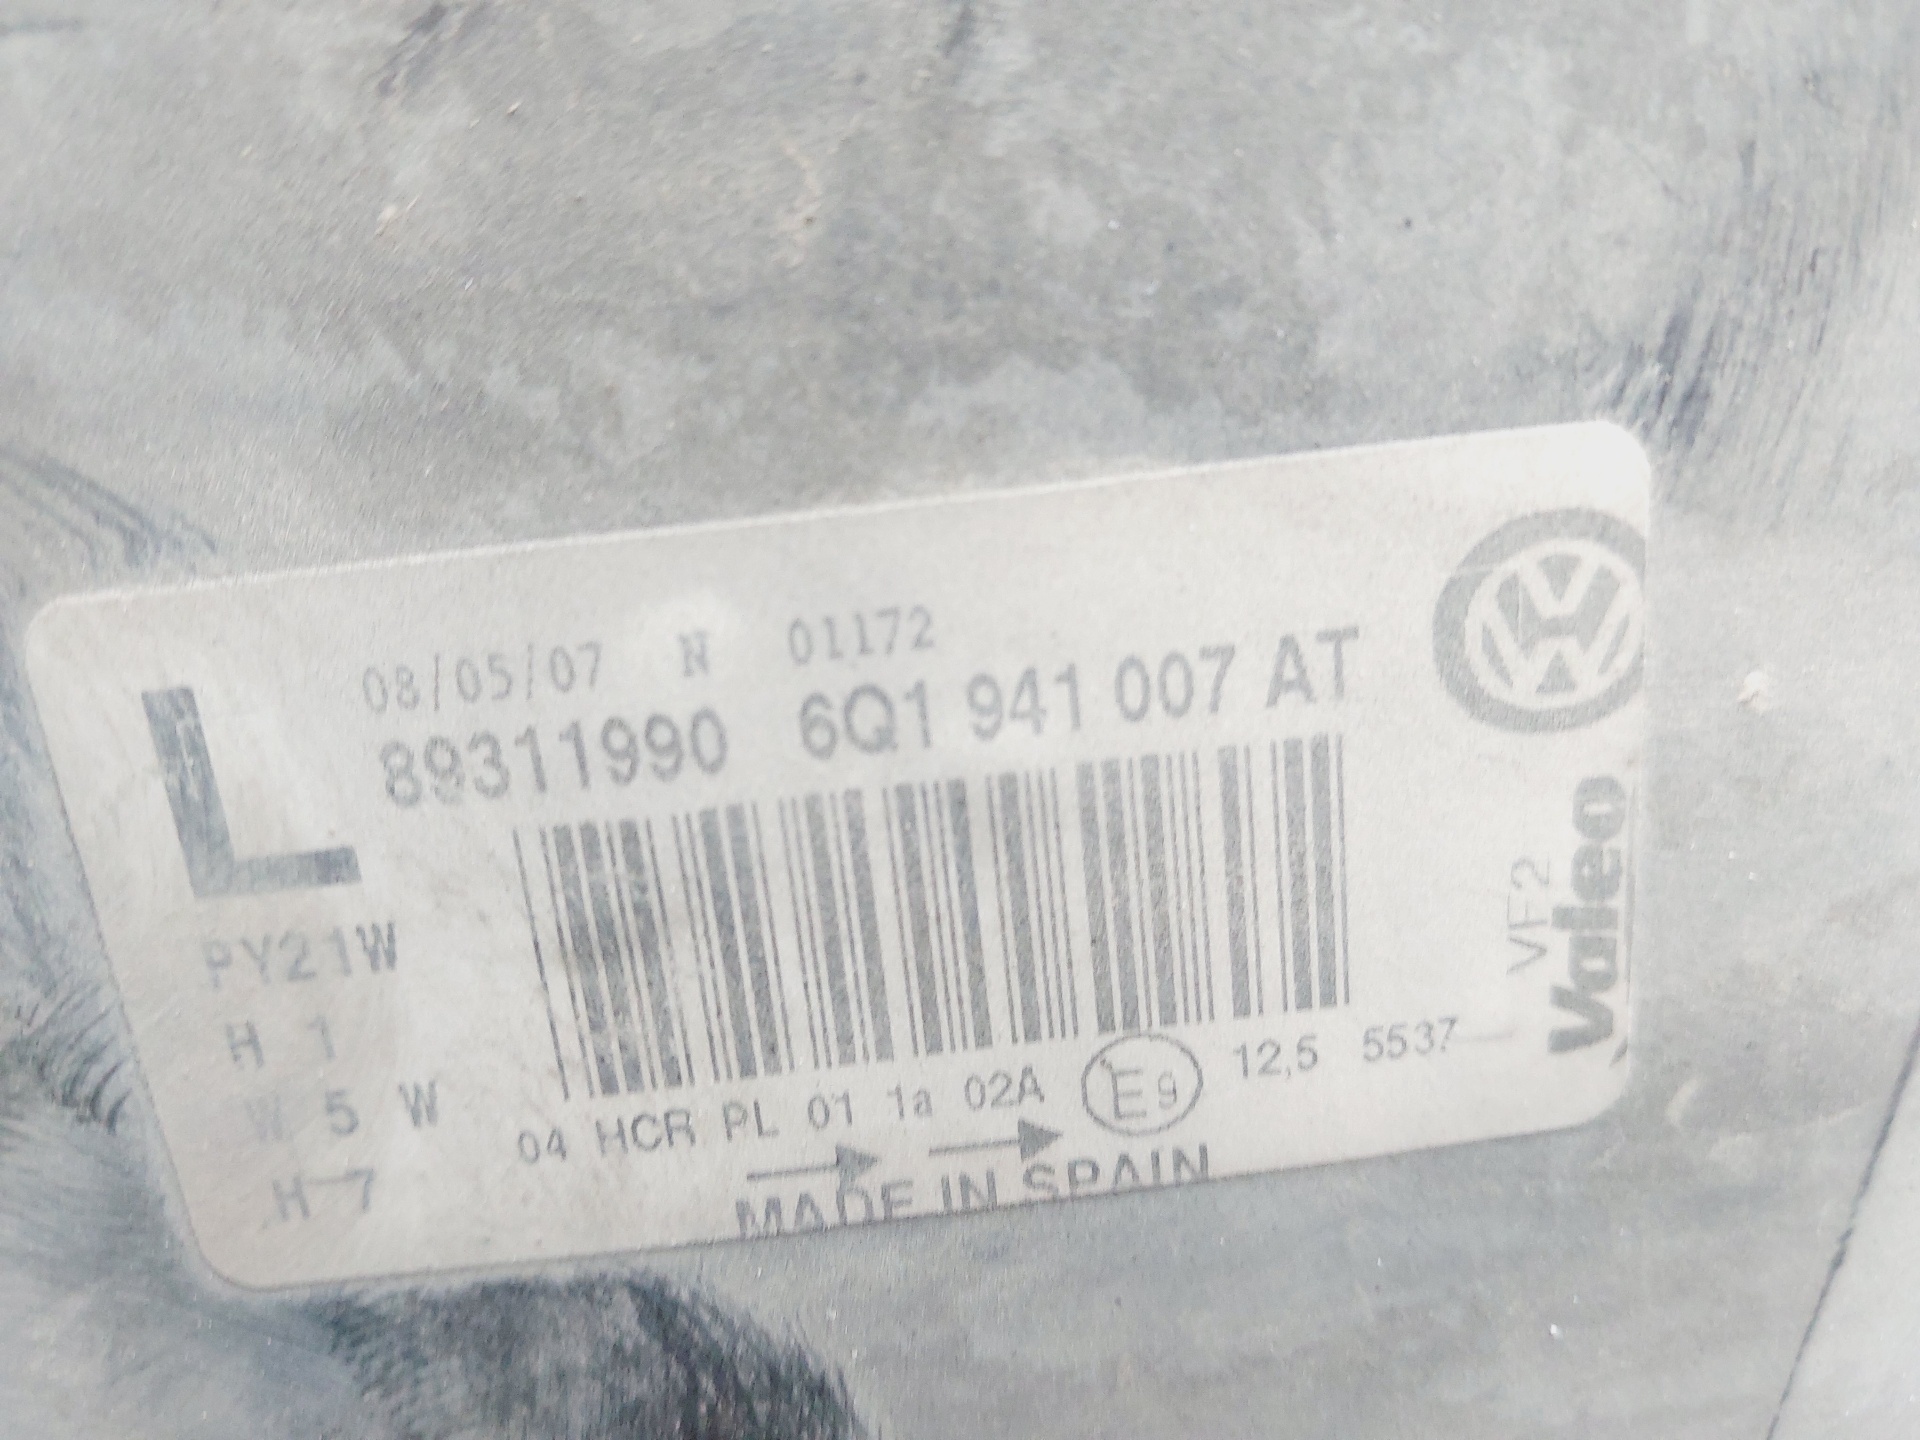 08/05/07 N 01172
L 89311990 6Q1 941 007 AT
PY21W
H 1
W 5 W
H 7
04 HCR PL 01 1a 02A E9 12,5 5537
MADE IN SPAIN
VF2
Valeo